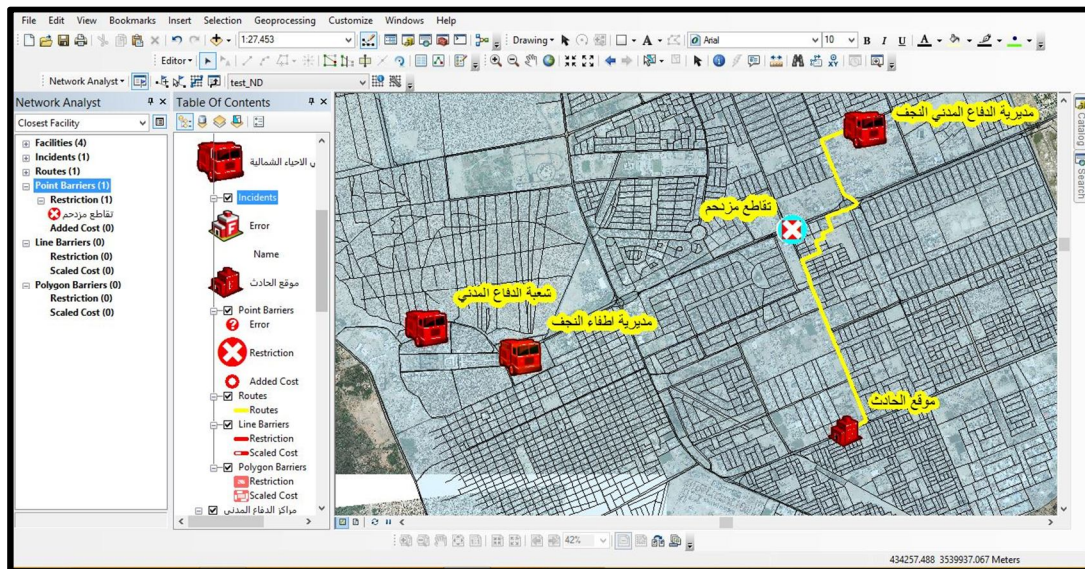 File Edit View Bookmarks Insert Selection Geoprocessing Customize Windows Help
1:27,453 Drawing Arial 10 B I U A
Editor
Network Analyst test_ND
Network Analyst
Closest Facility
Facilities (4)
Incidents (1)
Routes (1)
Point Barriers (1)
Restriction (1)
تقاطع مزدحم
Added Cost (0)
Line Barriers (0)
Restriction (0)
Scaled Cost (0)
Polygon Barriers (0)
Restriction (0)
Scaled Cost (0)
Table Of Contents
ي الاحياء الشمالية
Incidents
Error
Name
موقع الحادث
Point Barriers
Error
Restriction
Added Cost
Routes
Routes
Line Barriers
Restriction
Scaled Cost
Polygon Barriers
Restriction
Scaled Cost
مراكز الدفاع المدني
مديرية الدفاع المدني النجف
تقاطع مزدحم
شعبة الدفاع المدني
مديرية اطفاء النجف
موقع الحادث
Catalog
Search
42%
434257.488 3539937.067 Meters